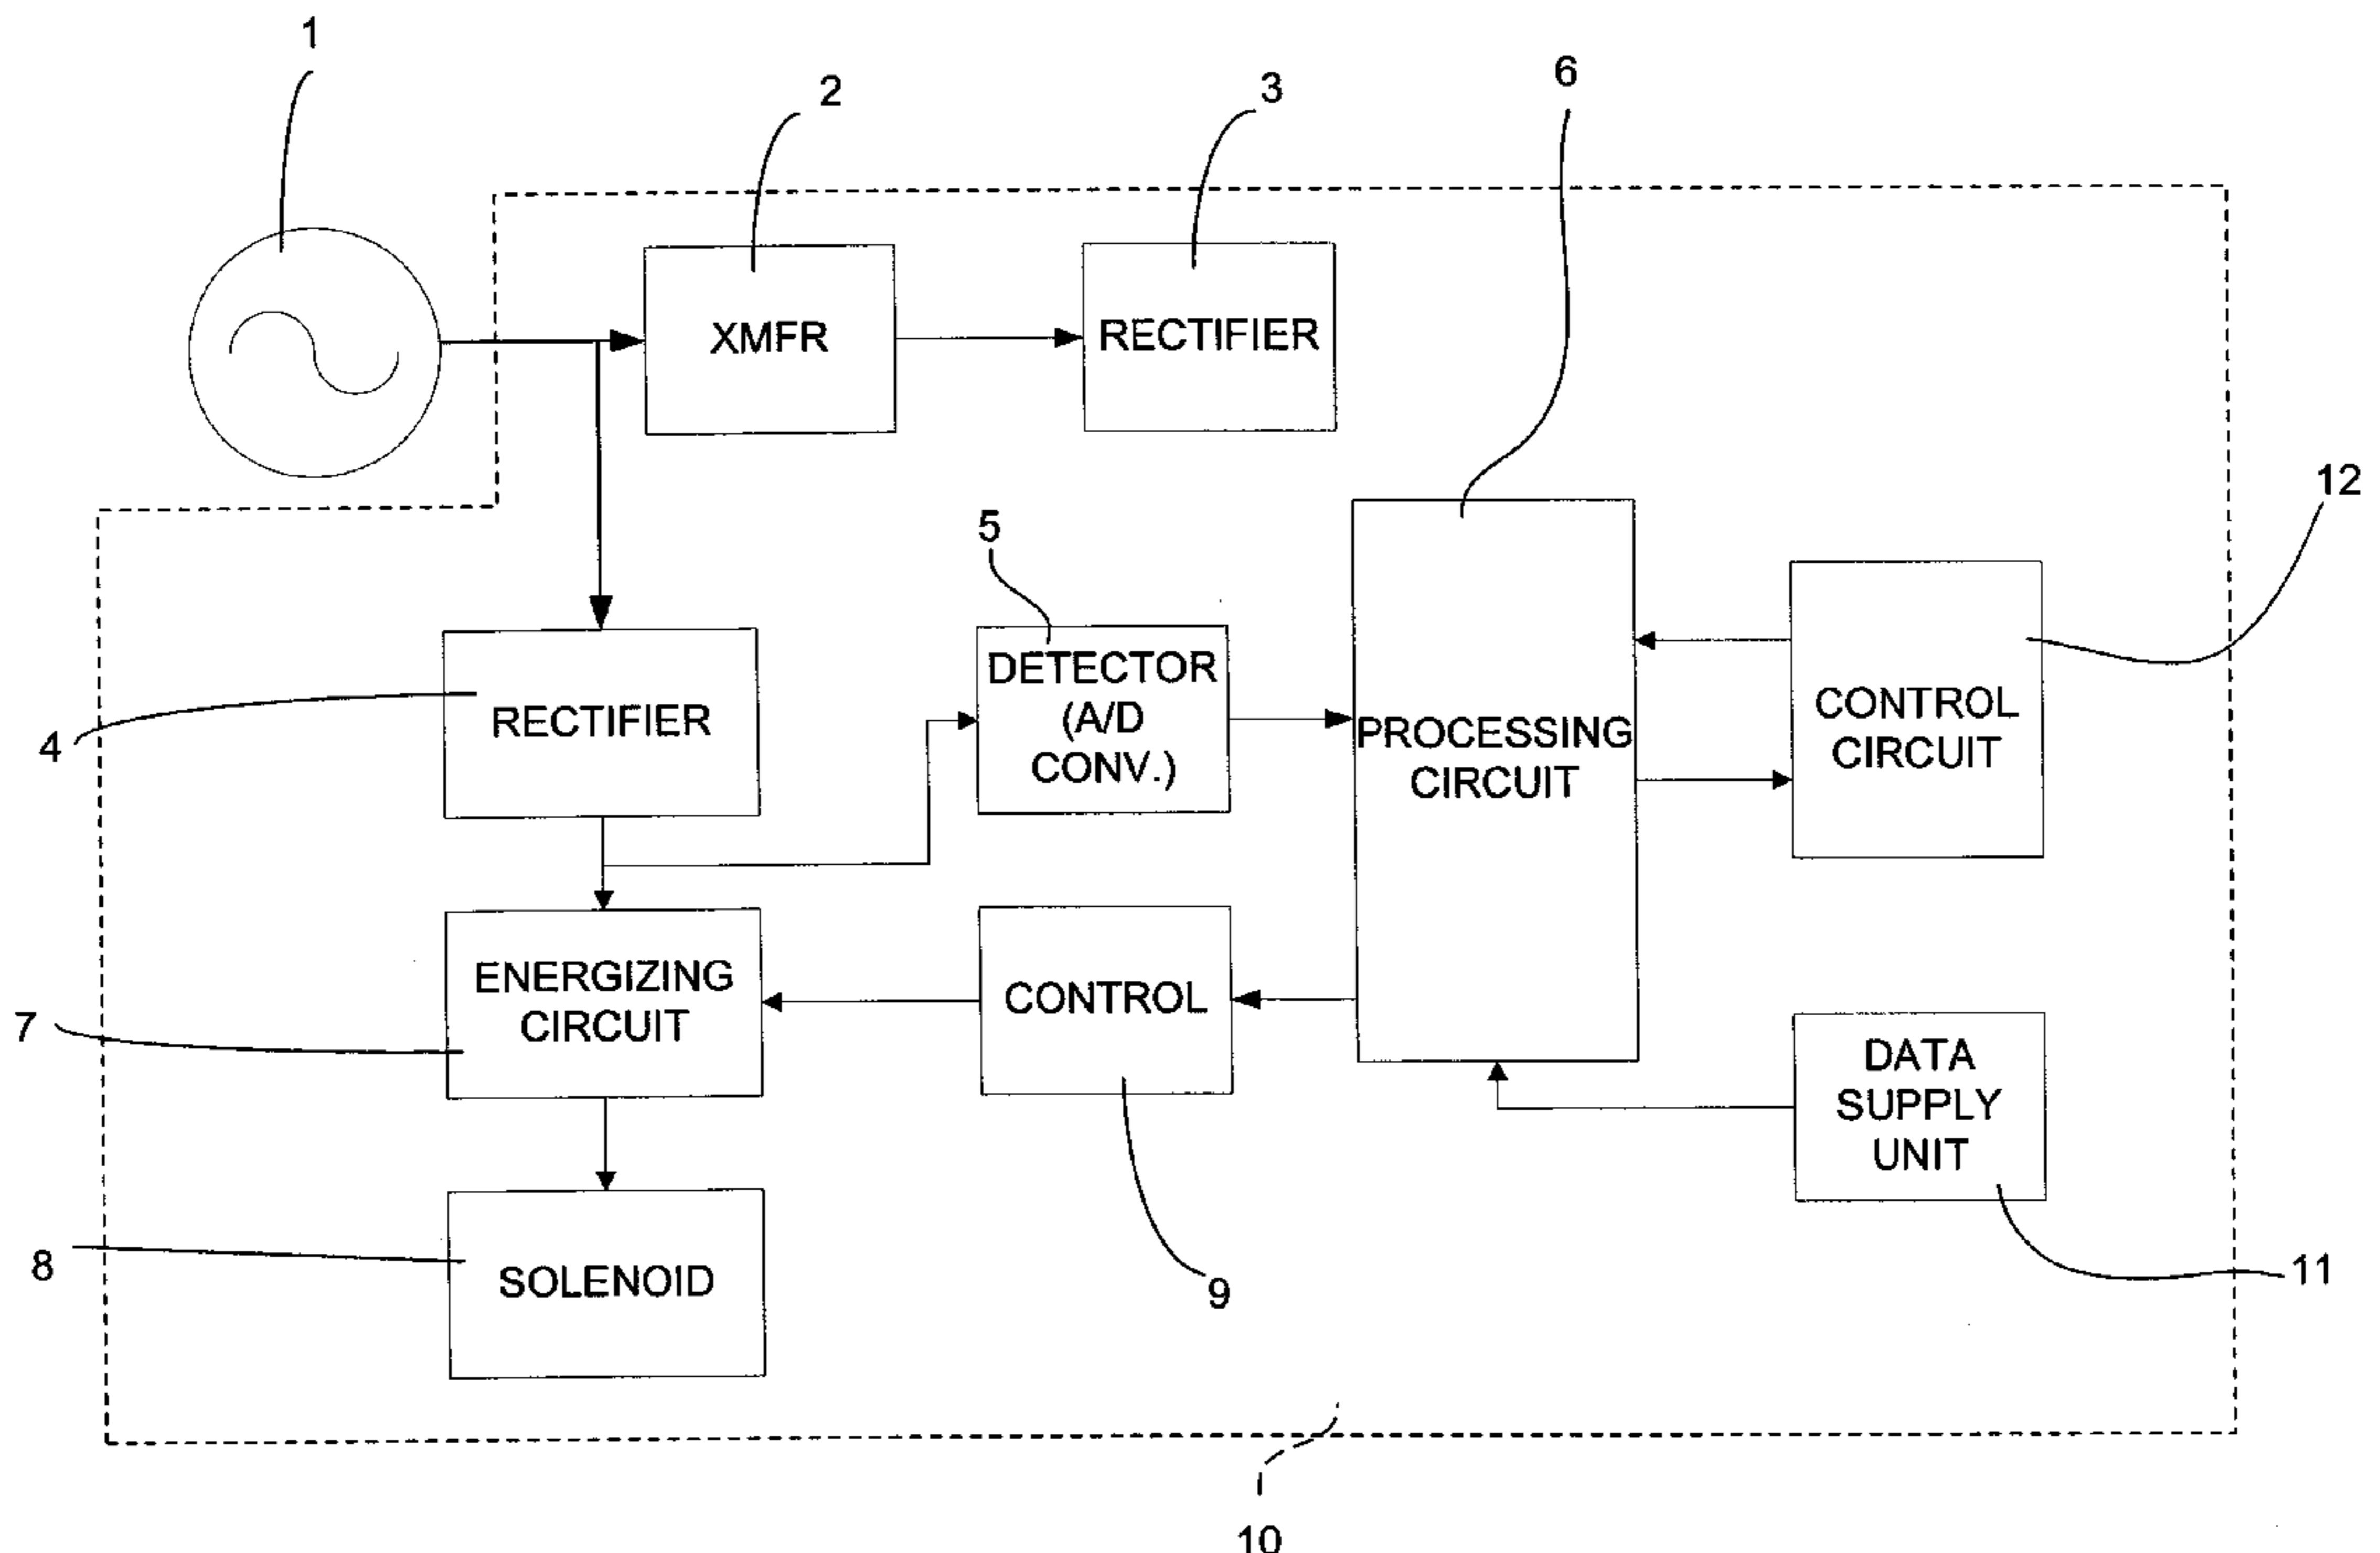 1
2
3
6
XMFR
RECTIFIER
12
5
DETECTOR
(A/D
CONV.)
RECTIFIER
4
PROCESSING
CIRCUIT
CONTROL
CIRCUIT
ENERGIZING
CIRCUIT
7
CONTROL
DATA
SUPPLY
UNIT
8
SOLENOID
9
11
10